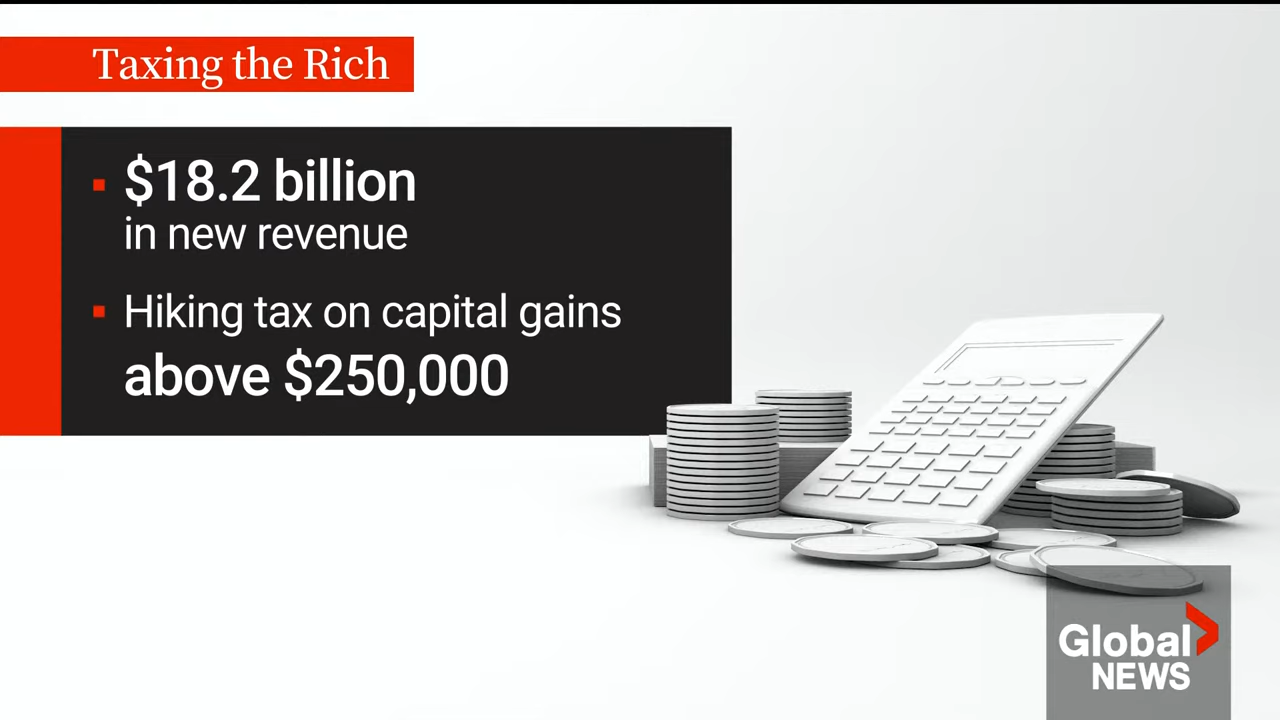 Taxing the Rich
$18.2 billion
in new revenue
Hiking tax on capital gains
above $250,000
Global
NEWS